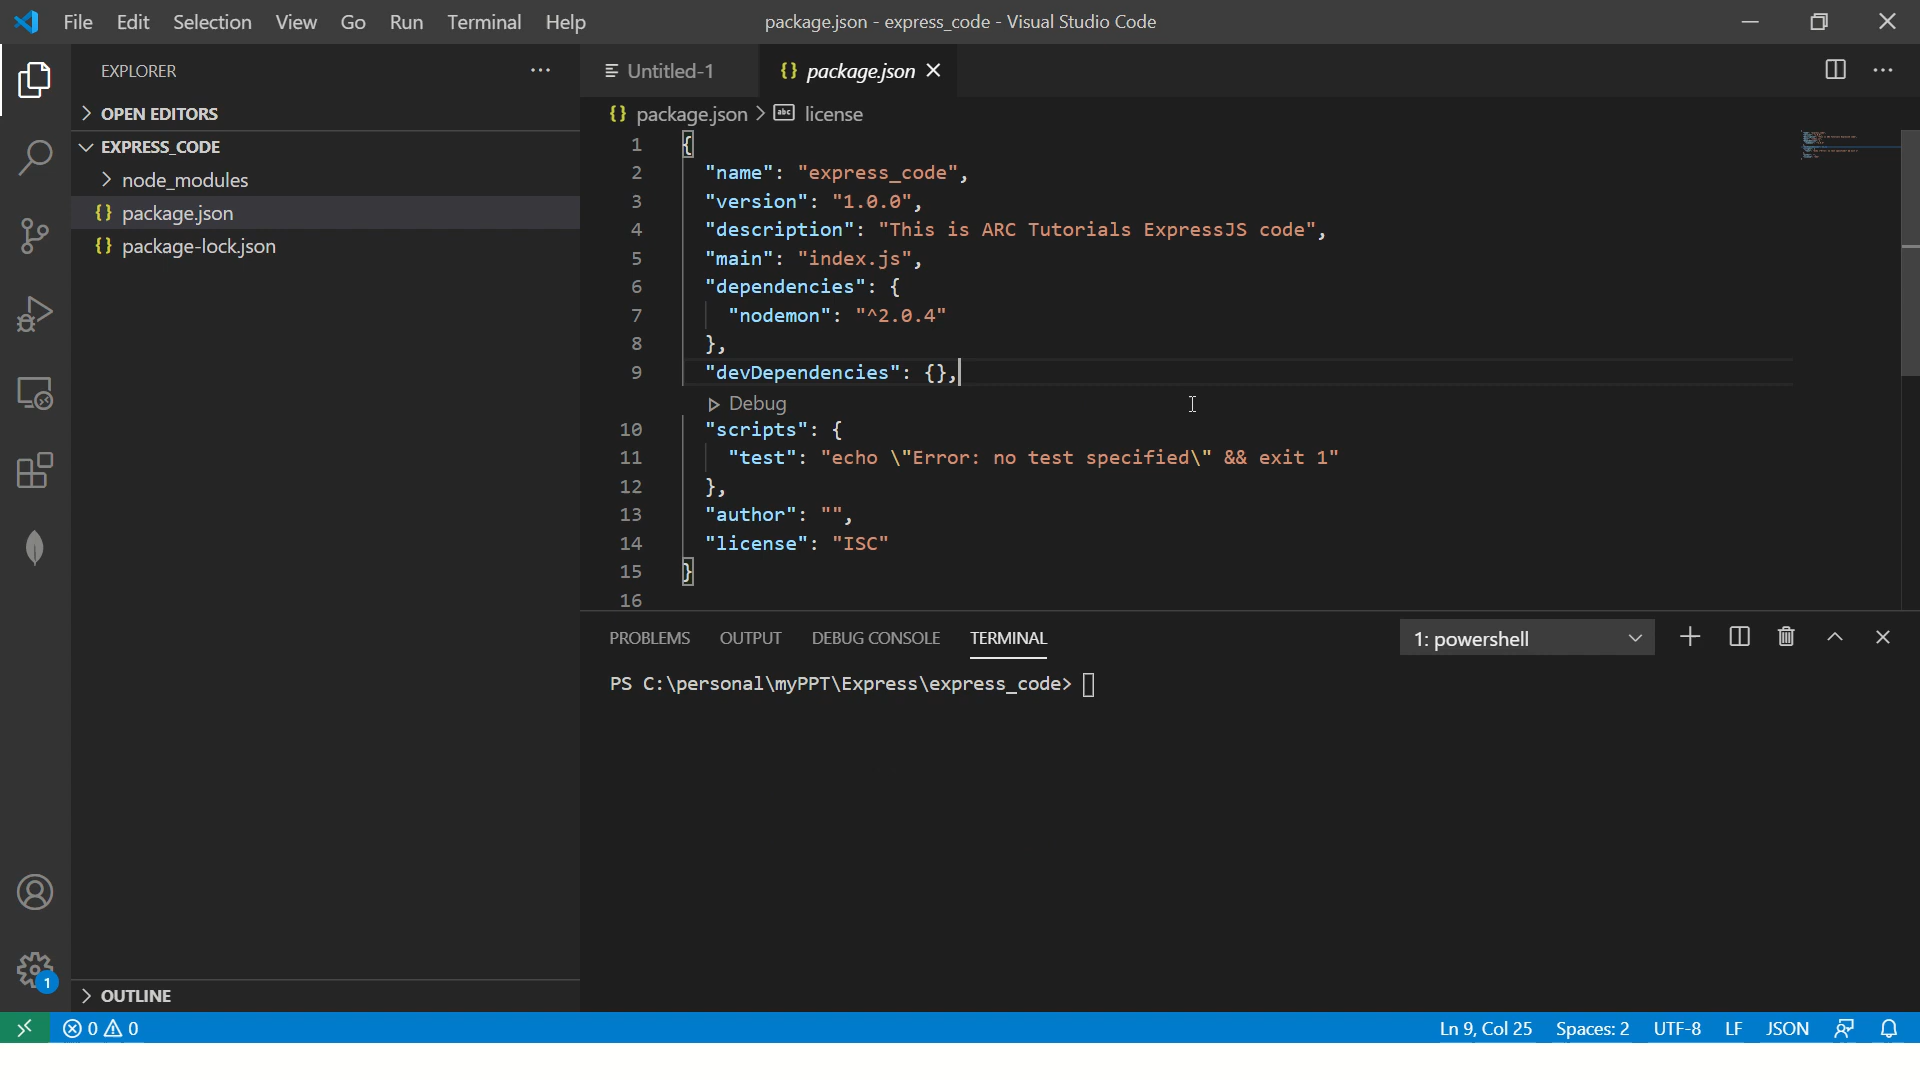 File Edit Selection View Go Run Terminal Help package.json - express_code - Visual Studio Code
EXPLORER
OPEN EDITORS
EXPRESS_CODE
node_modules
package.json
package-lock.json
OUTLINE
Untitled-1 package.json
package.json > license
1 {
2 "name": "express_code",
3 "version": "1.0.0",
4 "description": "This is ARC Tutorials ExpressJS code",
5 "main": "index.js",
6 "dependencies": {
7 "nodemon": "^2.0.4"
8 },
9 "devDependencies": {},
Debug
10 "scripts": {
11 "test": "echo \"Error: no test specified\" && exit 1"
12 },
13 "author": "",
14 "license": "ISC"
15 }
16
PROBLEMS OUTPUT DEBUG CONSOLE TERMINAL 1: powershell
PS C:\personal\myPPT\Express\express_code>
1
0 0 Ln 9, Col 25 Spaces: 2 UTF-8 LF JSON